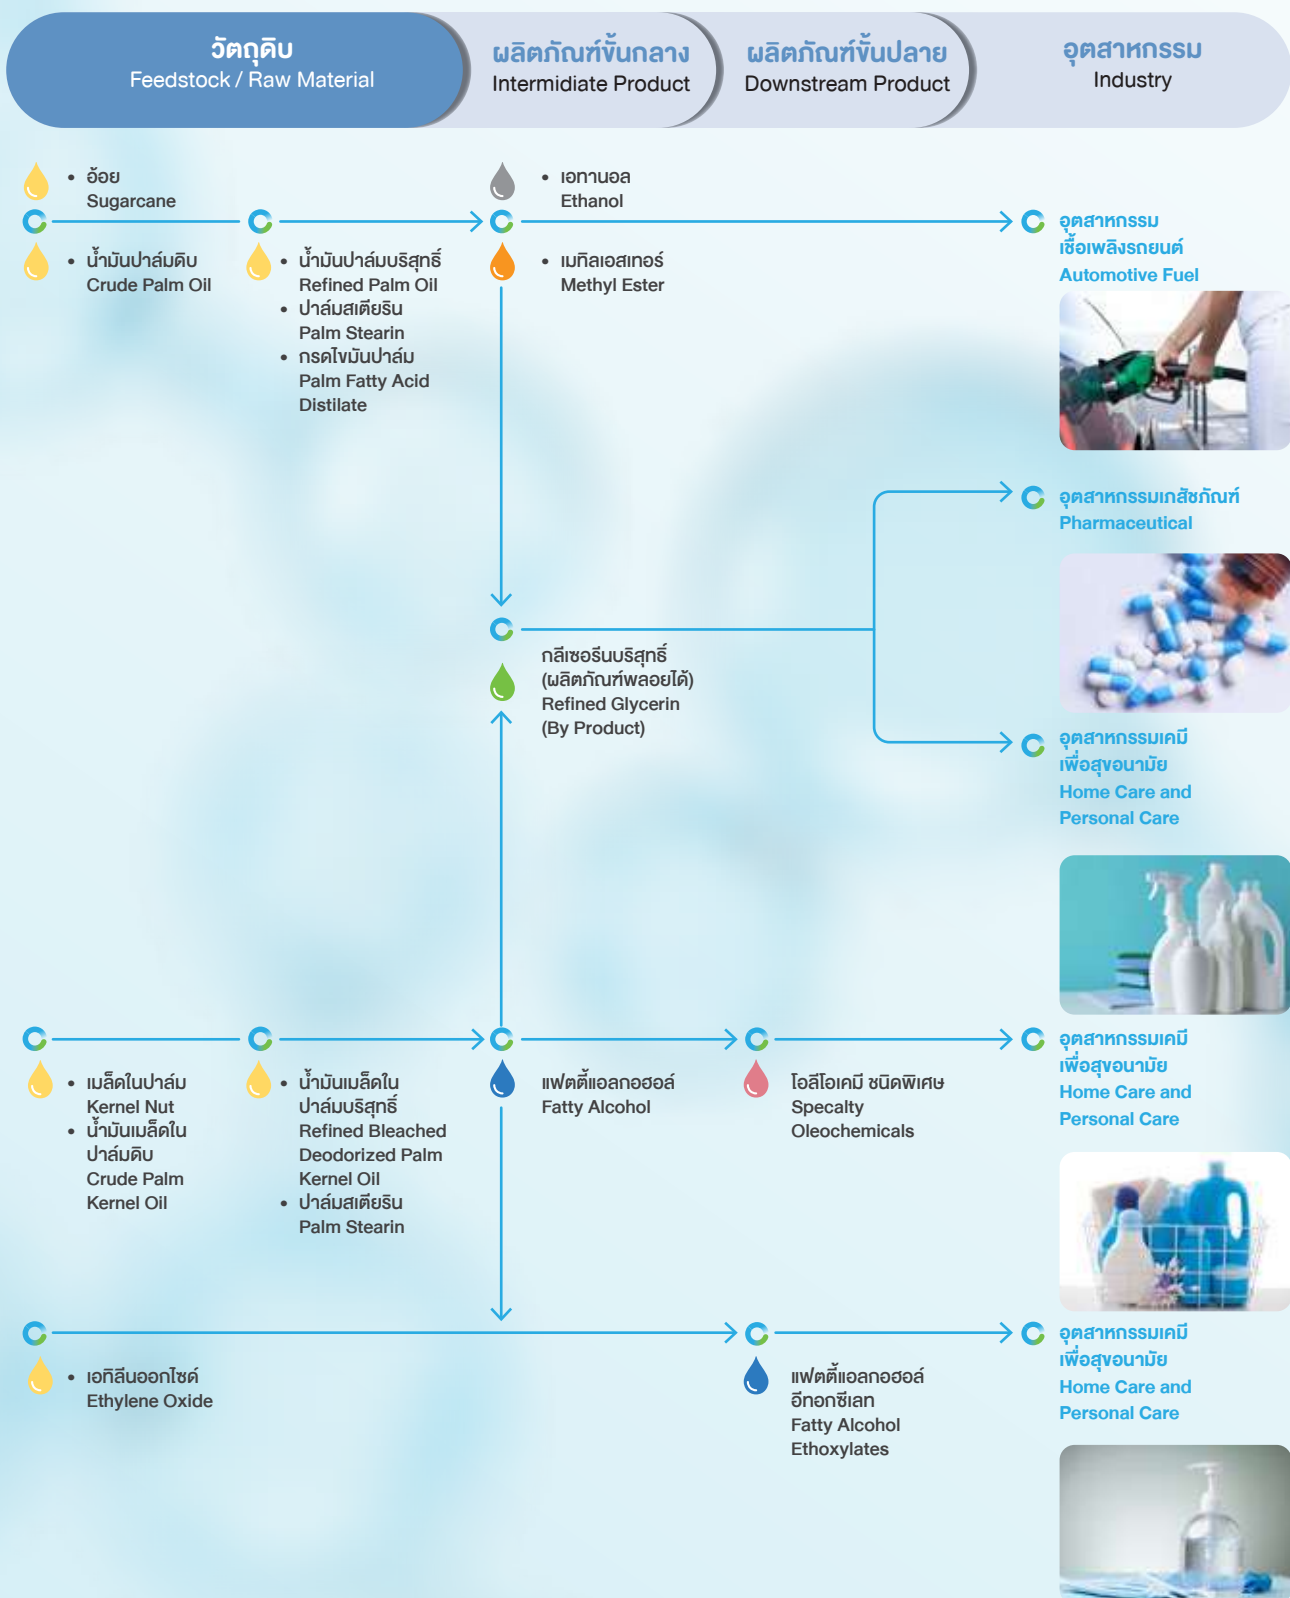 วัตถุดิบ
Feedstock / Raw Material
ผลิตภัณฑ์ขั้นกลาง
Intermidiate Product
ผลิตภัณฑ์ขั้นปลาย
Downstream Product
อุตสาหกรรม
Industry
• อ้อย
Sugarcane
• น้ำมันปาล์มดิบ
Crude Palm Oil
• น้ำมันปาล์มบริสุทธิ์
Refined Palm Oil
• ปาล์มสเตียริน
Palm Stearin
• กรดไขมันปาล์ม
Palm Fatty Acid
Distilate
• เอทานอล
Ethanol
• เมทิลเอสเทอร์
Methyl Ester
อุตสาหกรรม
เชื้อเพลิงรถยนต์
Automotive Fuel
อุตสาหกรรมเภสัชภัณฑ์
Pharmaceutical
กลีเซอรีนบริสุทธิ์
(ผลิตภัณฑ์พลอยได้)
Refined Glycerin
(By Product)
อุตสาหกรรมเคมี
เพื่อสุขอนามัย
Home Care and
Personal Care
• เมล็ดในปาล์ม
Kernel Nut
• น้ำมันเมล็ดใน
ปาล์มดิบ
Crude Palm
Kernel Oil
• น้ำมันเมล็ดใน
ปาล์มบริสุทธิ์
Refined Bleached
Deodorized Palm
Kernel Oil
• ปาล์มสเตียริน
Palm Stearin
แฟตตี้แอลกอฮอล์
Fatty Alcohol
โอลีโอเคมี ชนิดพิเศษ
Specalty
Oleochemicals
อุตสาหกรรมเคมี
เพื่อสุขอนามัย
Home Care and
Personal Care
• เอทิลีนออกไซด์
Ethylene Oxide
แฟตตี้แอลกอฮอล์
อีทอกซีเลท
Fatty Alcohol
Ethoxylates
อุตสาหกรรมเคมี
เพื่อสุขอนามัย
Home Care and
Personal Care